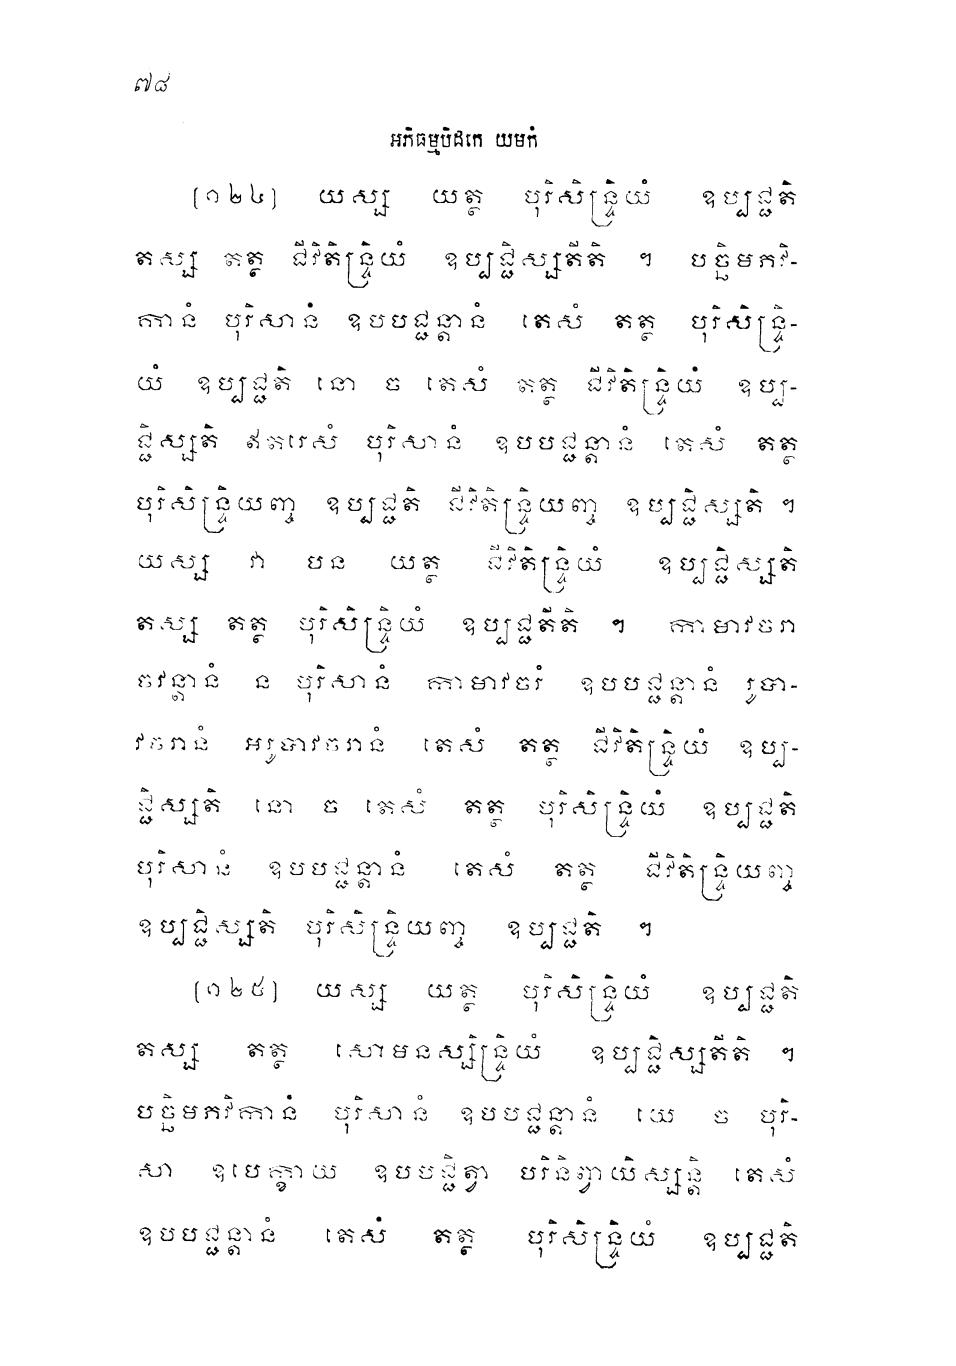 ៧៨
អភិធម្មបិដកេ យមកំ
[១២៤] យស្ស យត្ថ បុរិសិន្ទ្រិយំ ឧប្បជ្ជតិ
តស្ស តត្ថ ជីវិតិន្ទ្រិយំ ឧប្បជ្ជិស្សតីតិ ។ បច្ឆិមភវិ-
កានំ បុរិសានំ ឧបបជ្ជន្តានំ តេសំ តត្ថ បុរិសិន្ទ្រិ-
យំ ឧប្បជ្ជតិ នោ ច តេសំ តត្ថ ជីវិតិន្ទ្រិយំ ឧប្ប-
ជ្ជិស្សតិ ឥតរេសំ បុរិសានំ ឧបបជ្ជន្តានំ តេសំ តត្ថ
បុរិសិន្ទ្រិយញ្ច ឧប្បជ្ជតិ ជីវិតិន្ទ្រិយញ្ច ឧប្បជ្ជិស្សតិ ។
យស្ស វា បន យត្ថ ជីវិតិន្ទ្រិយំ ឧប្បជ្ជិស្សតិ
តស្ស តត្ថ បុរិសិន្ទ្រិយំ ឧប្បជ្ជតីតិ ។ កាមាវចរា
ចវន្តានំ ន បុរិសានំ កាមាវចរំ ឧបបជ្ជន្តានំ រូបា-
វចរានំ អរូបាវចរានំ តេសំ តត្ថ ជីវិតិន្ទ្រិយំ ឧប្ប-
ជ្ជិស្សតិ នោ ច តេសំ តត្ថ បុរិសិន្ទ្រិយំ ឧប្បជ្ជតិ
បុរិសានំ ឧបបជ្ជន្តានំ តេសំ តត្ថ ជីវិតិន្ទ្រិយញ្ច
ឧប្បជ្ជិស្សតិ បុរិសិន្ទ្រិយញ្ច ឧប្បជ្ជតិ ។
[១២៥] យស្ស យត្ថ បុរិសិន្ទ្រិយំ ឧប្បជ្ជតិ
តស្ស តត្ថ សោមនស្សិន្ទ្រិយំ ឧប្បជ្ជិស្សតីតិ ។
បច្ឆិមភវិកានំ បុរិសានំ ឧបបជ្ជន្តានំ យេ ច បុរិ-
សា ឧបេក្ខាយ ឧបបជ្ជិត្វា បរិនិព្វាយិស្សន្តិ តេសំ
ឧបបជ្ជន្តានំ តេសំ តត្ថ បុរិសិន្ទ្រិយំ ឧប្បជ្ជតិ